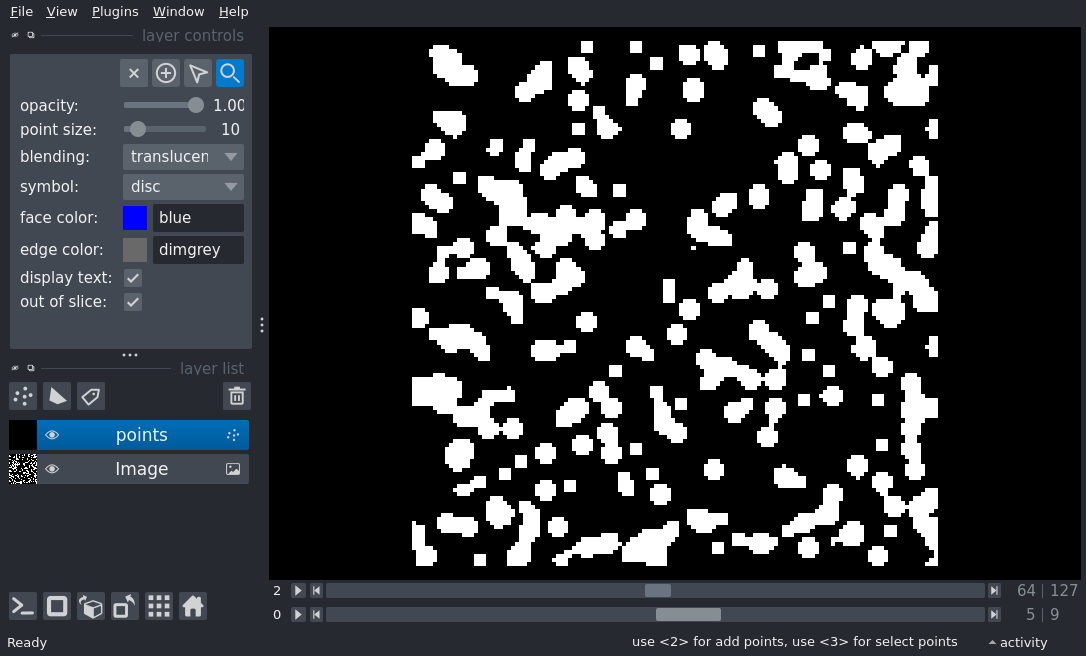 File View Plugins Window Help
layer controls
opacity: 1.00
point size: 10
blending: translucen
symbol: disc
face color: blue
edge color: dimgrey
display text:
out of slice:
layer list
points
Image
2 64 | 127
0 5 | 9
Ready use <2> for add points, use <3> for select points activity